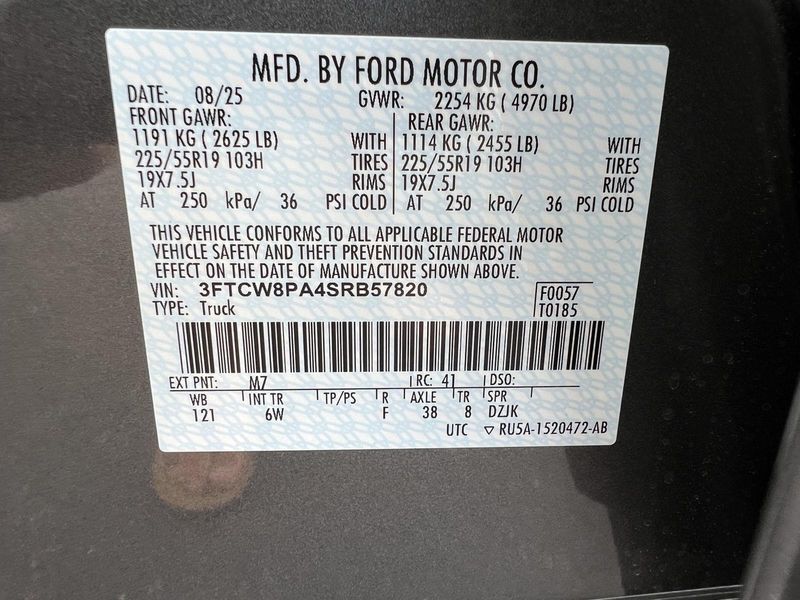 MFD. BY FORD MOTOR CO.
DATE: 08/25 GVWR: 2254 KG ( 4970 LB)
FRONT GAWR: REAR GAWR:
1191 KG ( 2625 LB) WITH 1114 KG ( 2455 LB) WITH
225/55R19 103H TIRES 225/55R19 103H TIRES
19X7.5J RIMS 19X7.5J RIMS
AT 250 kPa/ 36 PSI COLD AT 250 kPa/ 36 PSI COLD
THIS VEHICLE CONFORMS TO ALL APPLICABLE FEDERAL MOTOR
VEHICLE SAFETY AND THEFT PREVENTION STANDARDS IN
EFFECT ON THE DATE OF MANUFACTURE SHOWN ABOVE.
VIN: 3FTCW8PA4SRB57820 F0057
TYPE: Truck T0185
EXT PNT: M7 RC: 41 DSO:
WB INT TR TP/PS R AXLE TR SPR
121 6W F 38 8 DZJK
UTC ▽ RU5A-1520472-AB